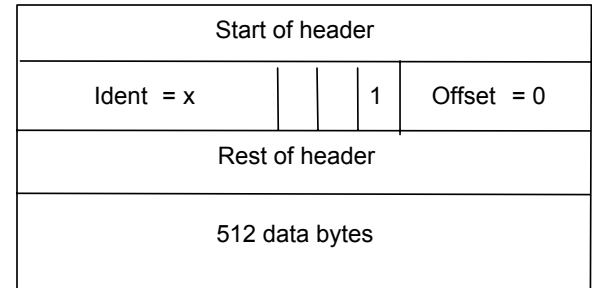 Start of header
Ident = x 1 Offset = 0
Rest of header
512 data bytes